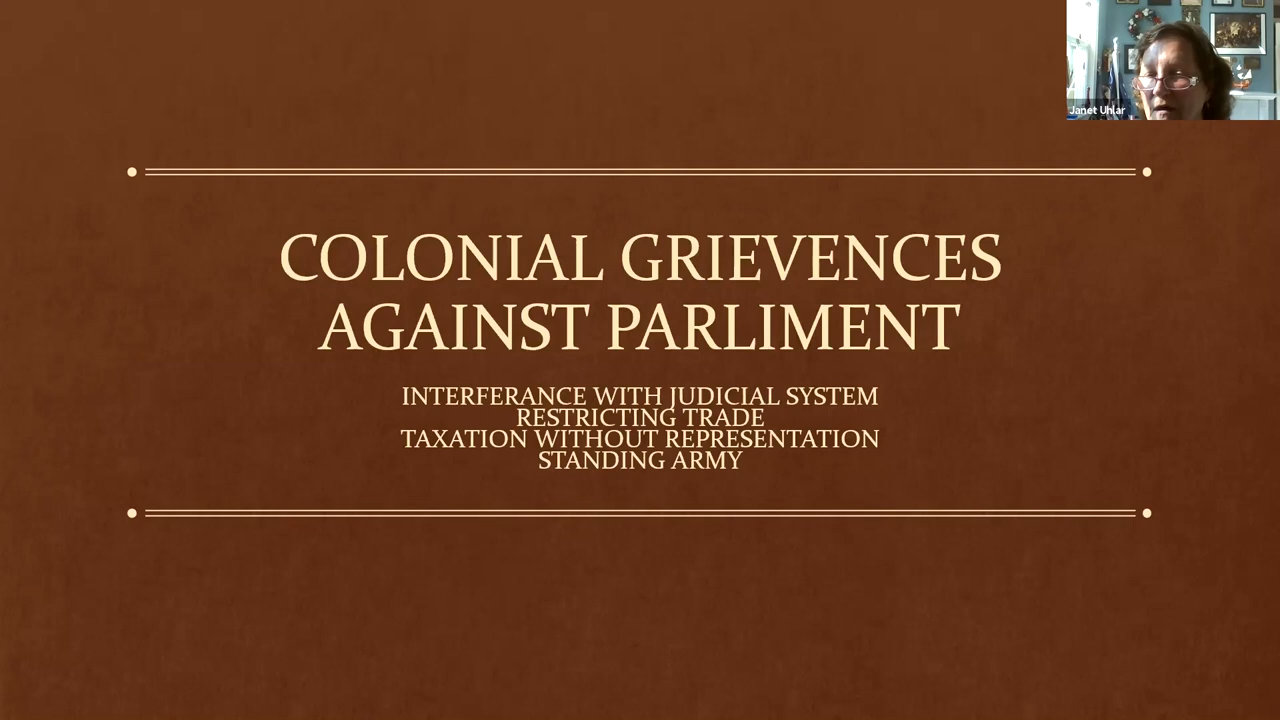 Janet Uhlar
COLONIAL GRIEVENCES
AGAINST PARLIMENT
INTERFERANCE WITH JUDICIAL SYSTEM
RESTRICTING TRADE
TAXATION WITHOUT REPRESENTATION
STANDING ARMY